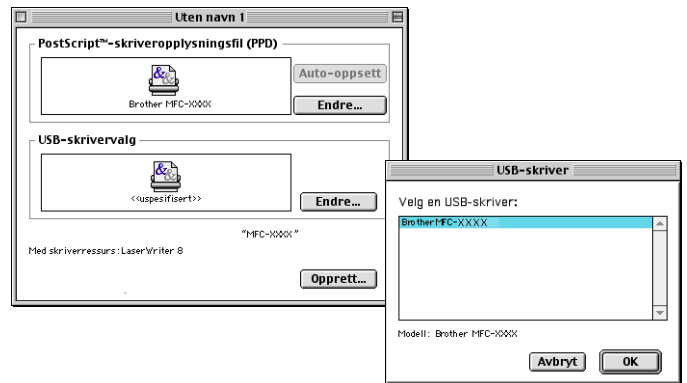 Uten navn 1
PostScript™-skriveropplysningsfil (PPD)
Auto-oppsett
Brother MFC-XXXX
Endre...
USB-skrivervalg
<<uspesifisert>>
Endre...
"MFC-XXXX"
Med skriverressurs: LaserWriter 8
Opprett...
USB-skriver
Velg en USB-skriver:
Brother MFC-XXXX
Modell: Brother MFC-XXXX
Avbryt
OK